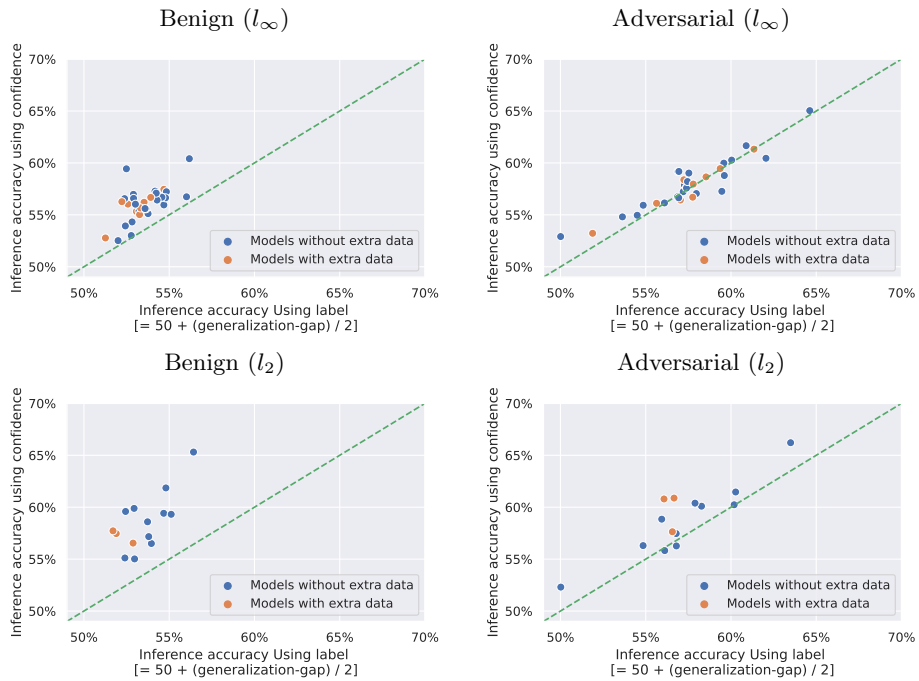 Benign (l∞)
Inference accuracy using confidence
70%
65%
60%
55%
50%
Models without extra data
Models with extra data
50% 55% 60% 65% 70%
Inference accuracy Using label
[= 50 + (generalization-gap) / 2]
Adversarial (l∞)
Inference accuracy using confidence
70%
65%
60%
55%
50%
Models without extra data
Models with extra data
50% 55% 60% 65% 70%
Inference accuracy Using label
[= 50 + (generalization-gap) / 2]
Benign (l₂)
Inference accuracy using confidence
70%
65%
60%
55%
50%
Models without extra data
Models with extra data
50% 55% 60% 65% 70%
Inference accuracy Using label
[= 50 + (generalization-gap) / 2]
Adversarial (l₂)
Inference accuracy using confidence
70%
65%
60%
55%
50%
Models without extra data
Models with extra data
50% 55% 60% 65% 70%
Inference accuracy Using label
[= 50 + (generalization-gap) / 2]